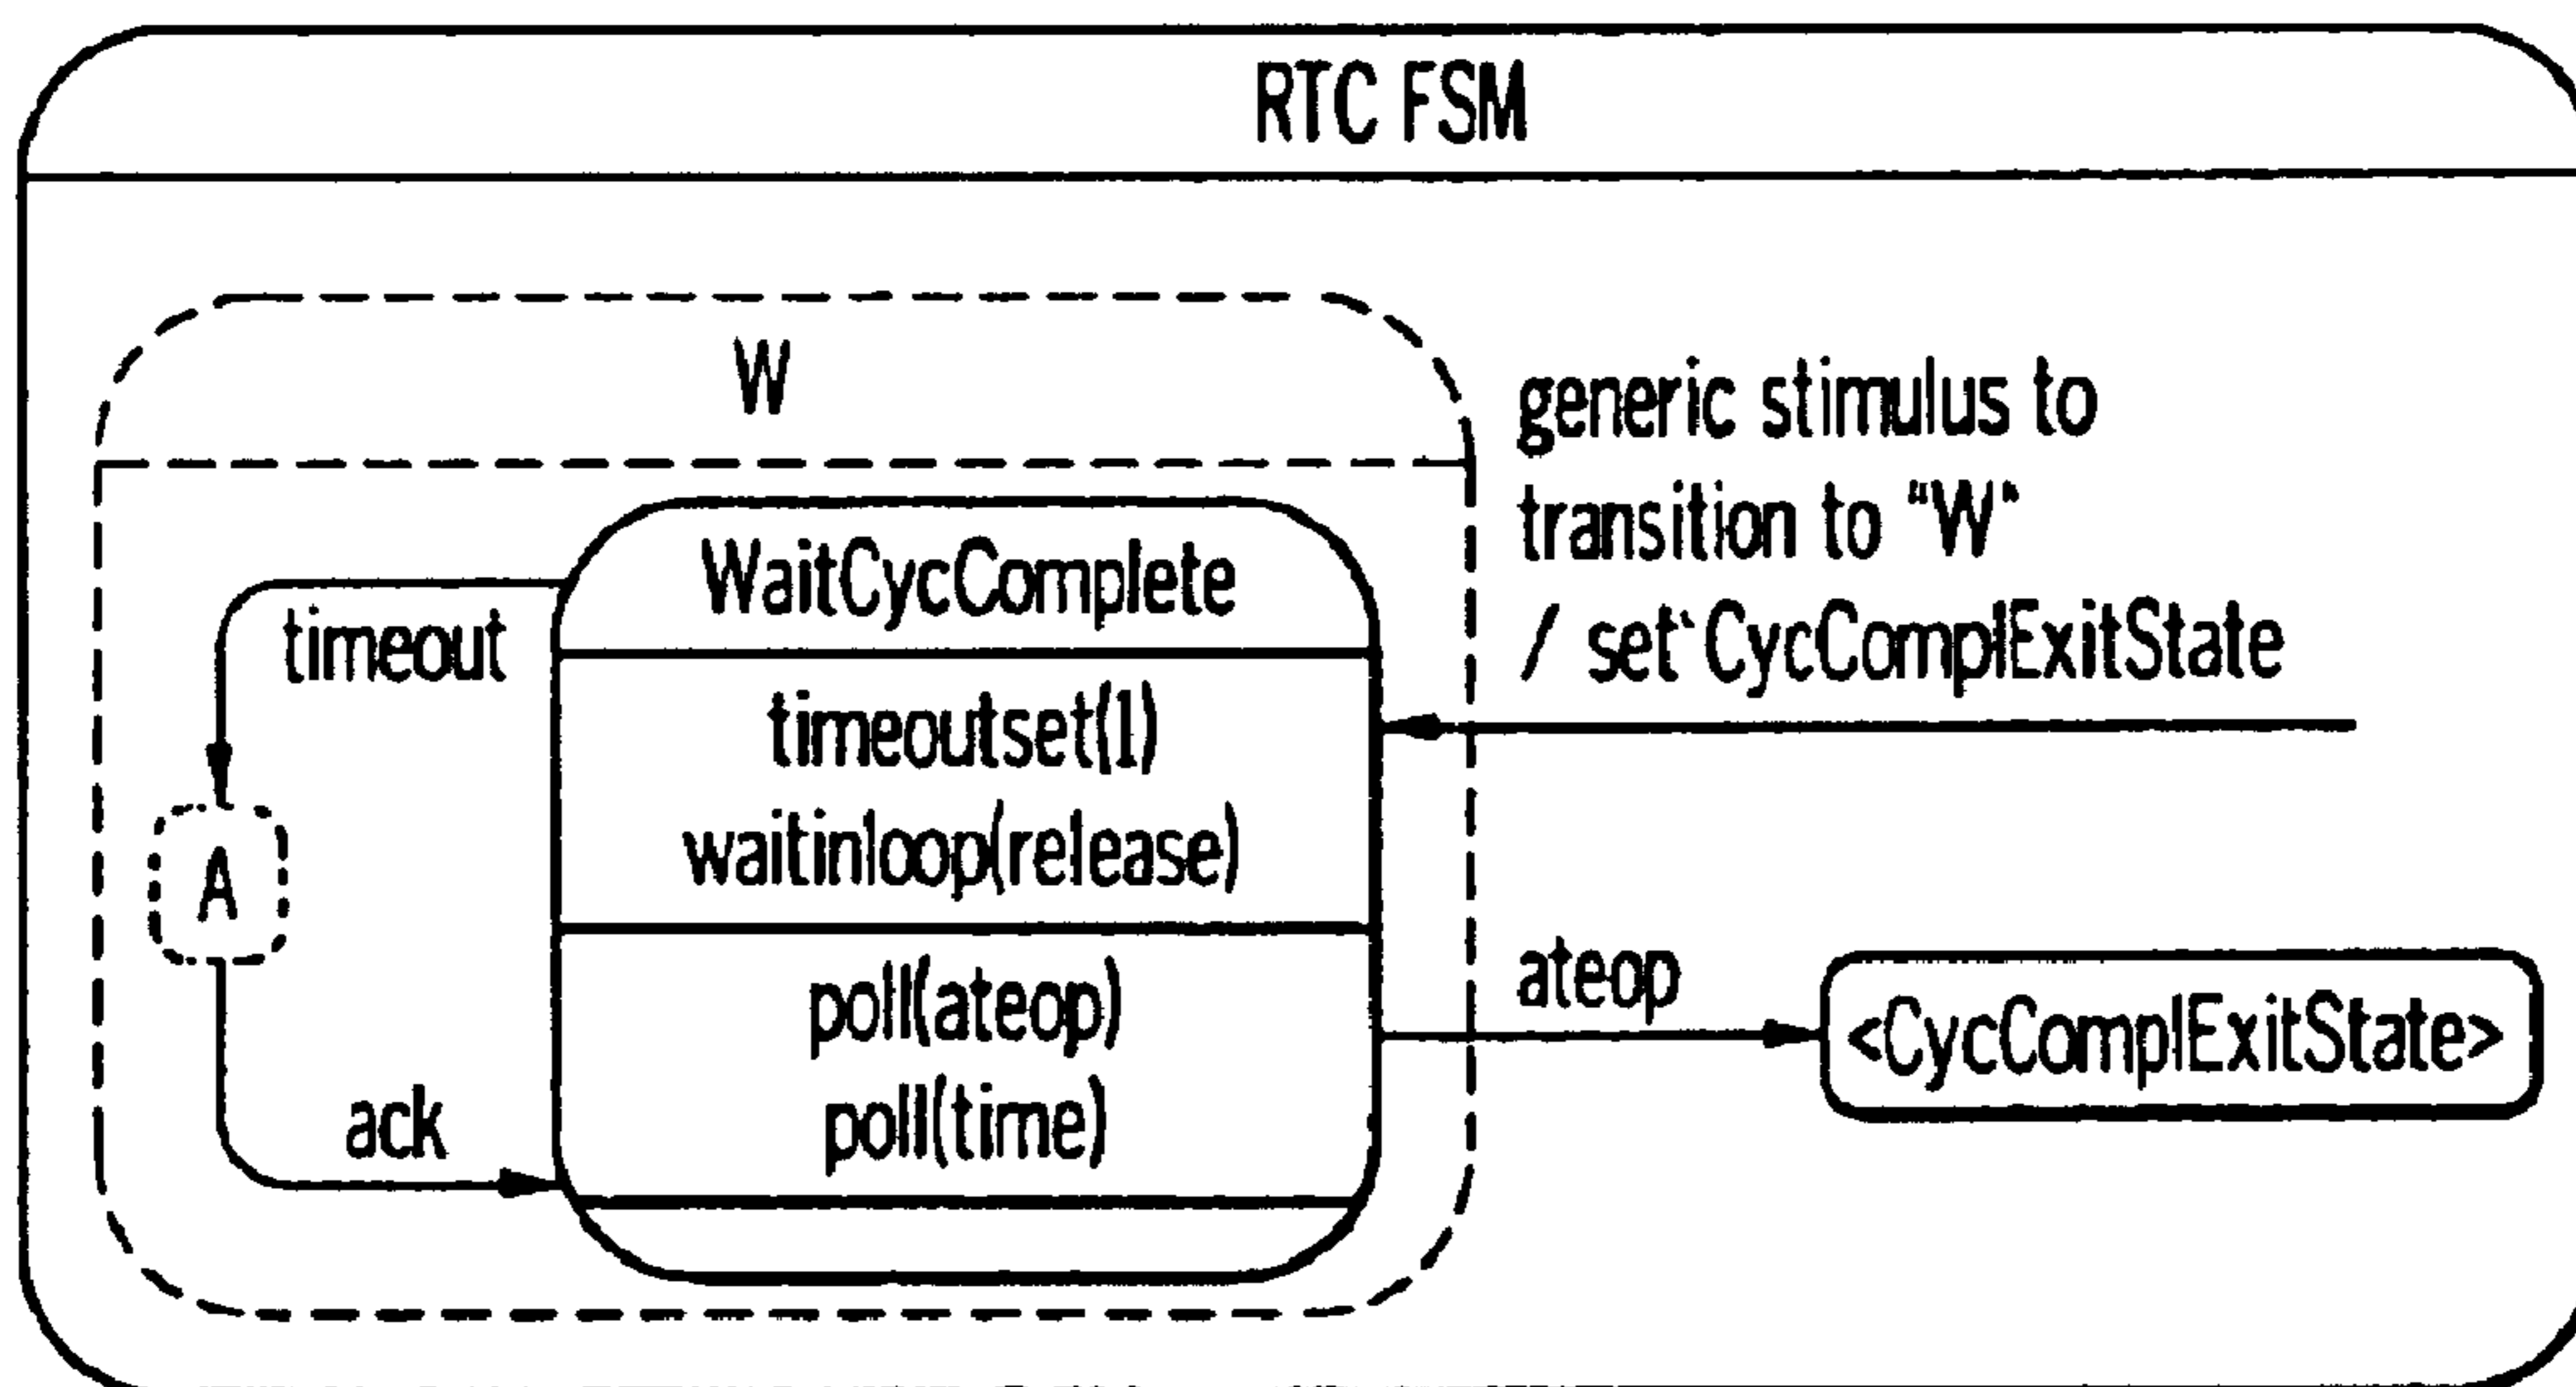 RTC FSM
W
generic stimulus to
transition to "W"
/ set`CycComplExitState
WaitCycComplete
timeout
timeoutset(1)
waitinloop(release)
A
poll(ateop)
poll(time)
ack
ateop
<CycComplExitState>